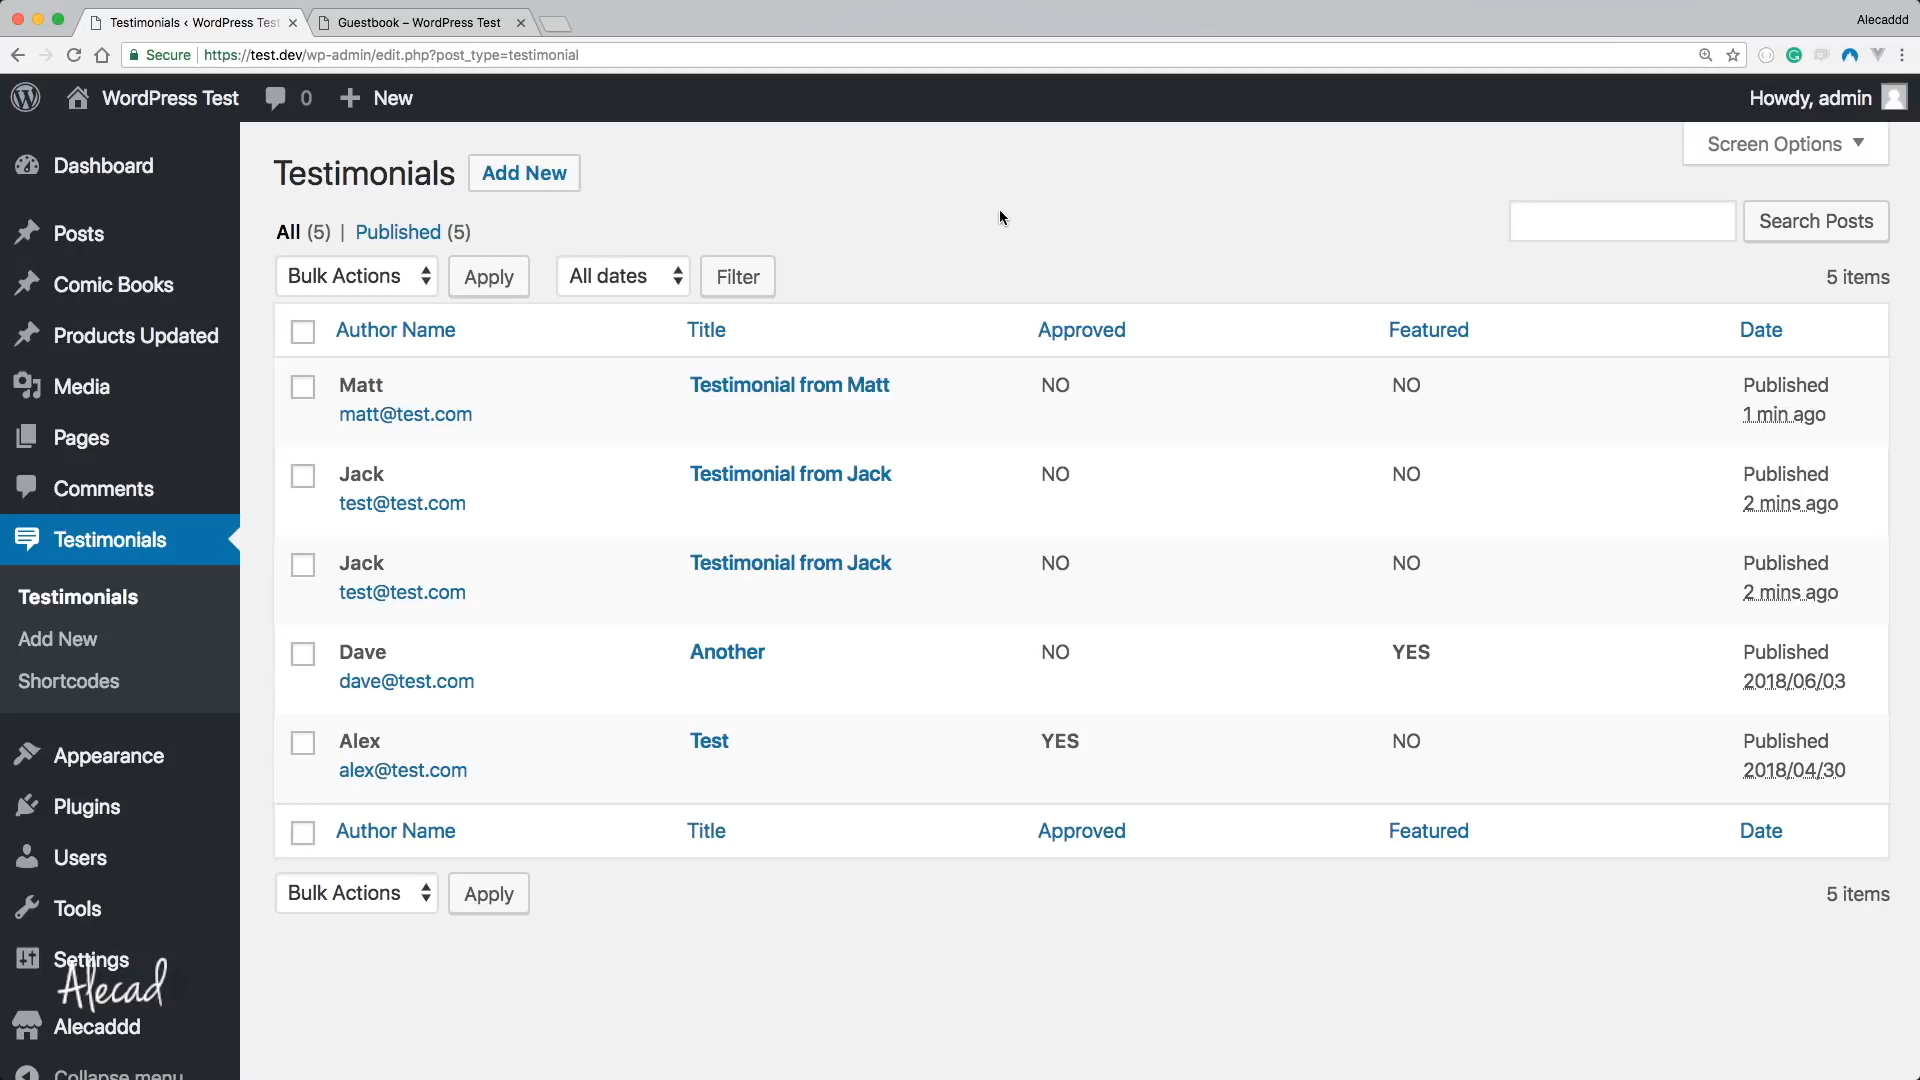 Testimonials ‹ WordPress Test
Guestbook – WordPress Test
Alecaddd
Secure
https://test.dev/wp-admin/edit.php?post_type=testimonial
WordPress Test
0
New
Howdy, admin
Screen Options
Dashboard
Posts
Comic Books
Products Updated
Media
Pages
Comments
Testimonials
Testimonials
Add New
Shortcodes
Appearance
Plugins
Users
Tools
Settings
Alecad
Alecaddd
Collapse menu
Testimonials
Add New
All (5) | Published (5)
Search Posts
Bulk Actions
Apply
All dates
Filter
5 items
Author Name Title Approved Featured Date
Matt Testimonial from Matt NO NO Published
matt@test.com 1 min ago
Jack Testimonial from Jack NO NO Published
test@test.com 2 mins ago
Jack Testimonial from Jack NO NO Published
test@test.com 2 mins ago
Dave Another NO YES Published
dave@test.com 2018/06/03
Alex Test YES NO Published
alex@test.com 2018/04/30
Author Name Title Approved Featured Date
Bulk Actions
Apply
5 items